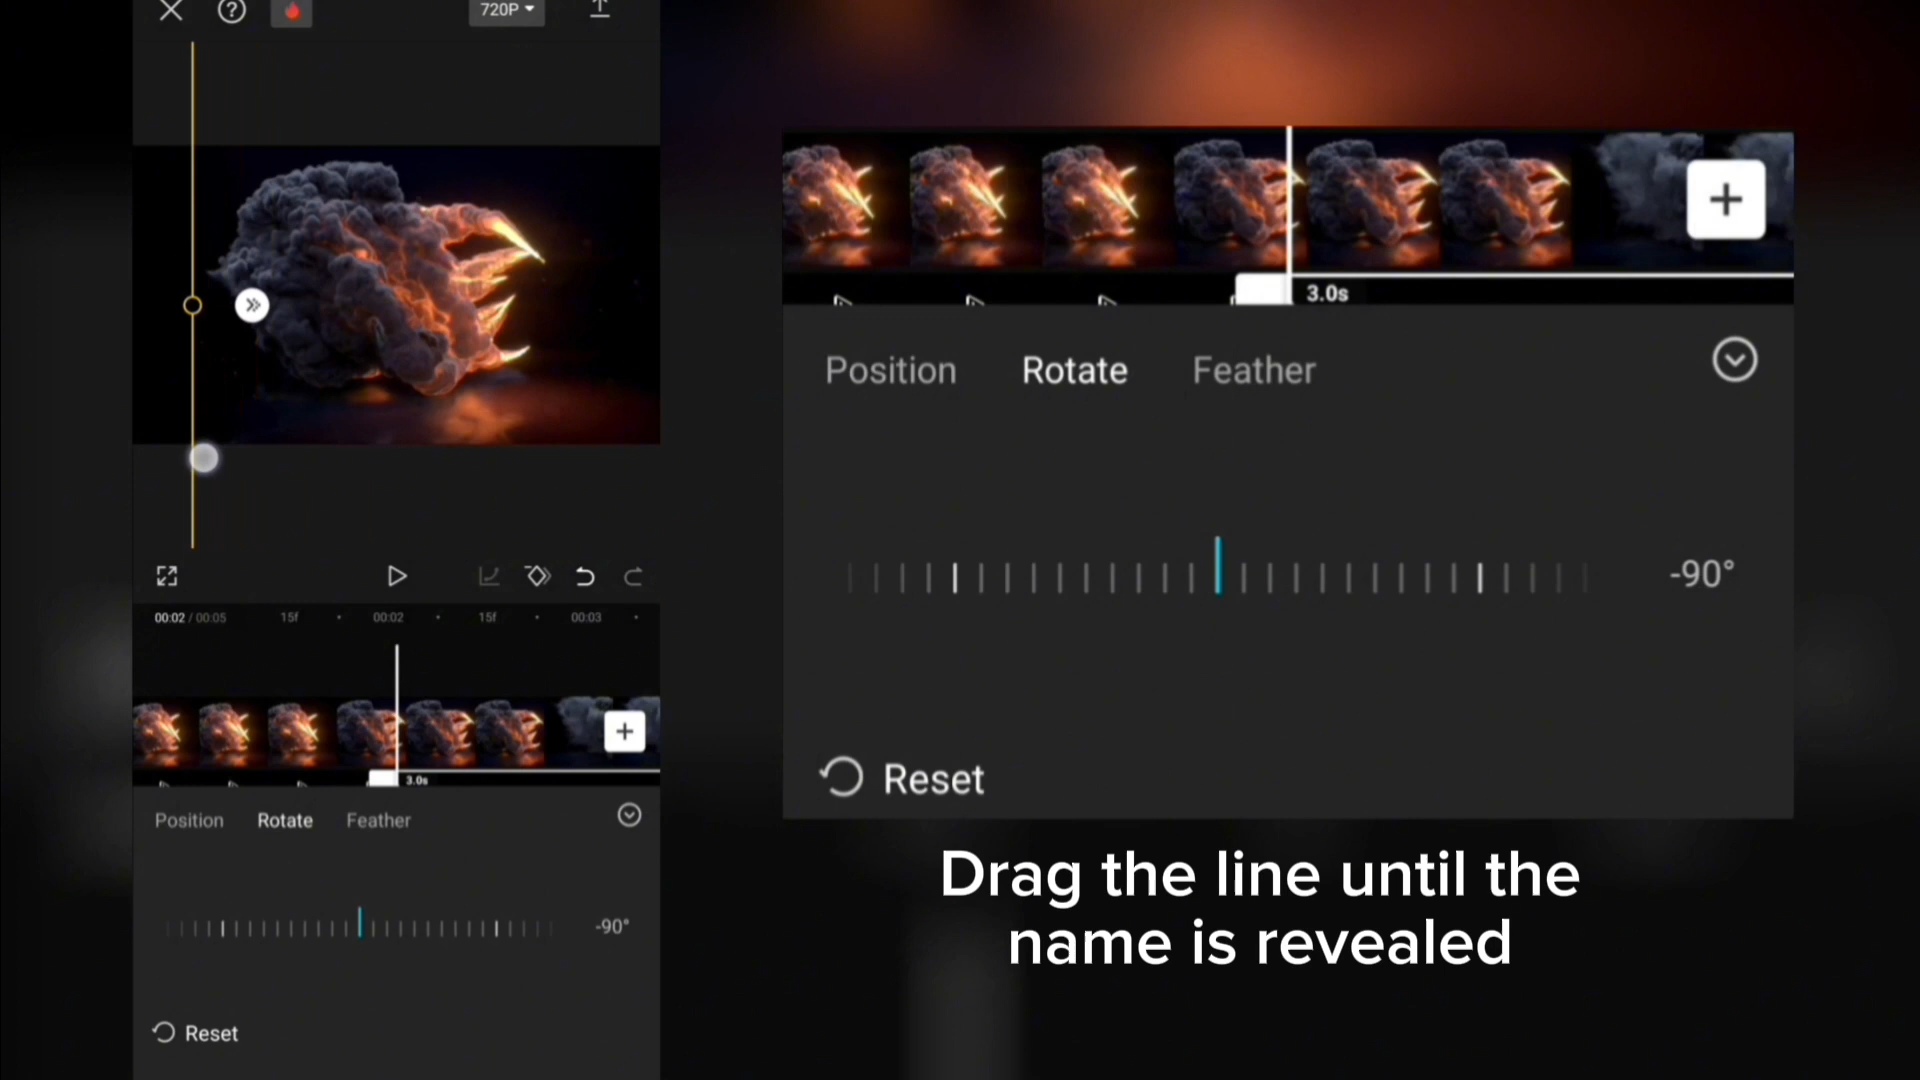 720P
00:02 / 00:05
15f
00:02
15f
00:03
3.0s
Position Rotate Feather
-90°
Reset
3.0s
Position Rotate Feather
-90°
Reset
Drag the line until the
name is revealed